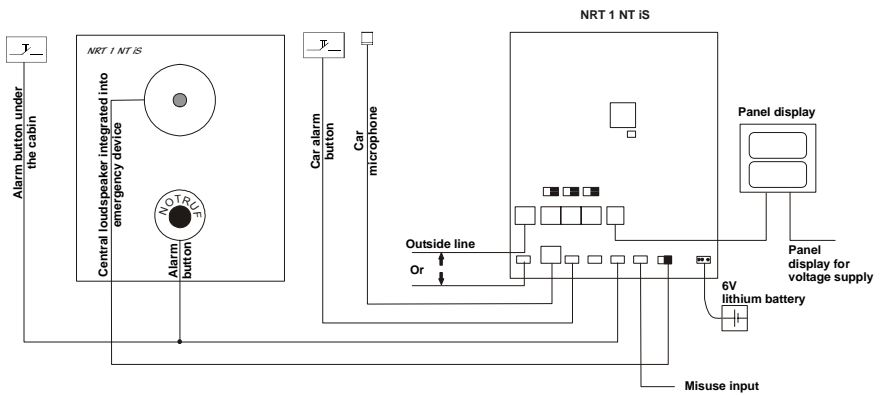 NRT 1 NT iS
NRT 1 NT iS
Alarm button under
the cabin
Central loudspeaker integrated into
emergency device
NOTRUF
Alarm
button
Car alarm
button
Car
microphone
Outside line
Or
Panel display
Panel
display for
voltage supply
6V
lithium battery
Misuse input